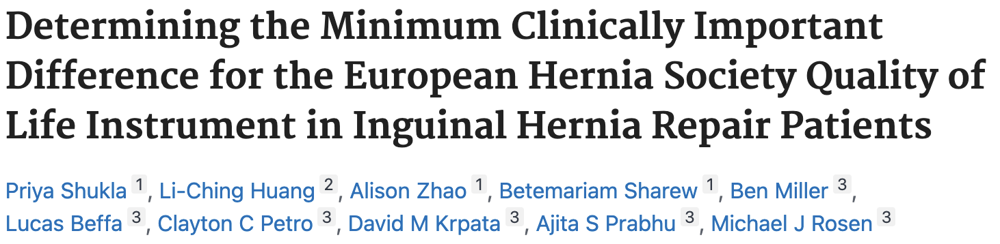 Determining the Minimum Clinically Important
Difference for the European Hernia Society Quality of
Life Instrument in Inguinal Hernia Repair Patients
Priya Shukla 1, Li-Ching Huang 2, Alison Zhao 1, Betemariam Sharew 1, Ben Miller 3,
Lucas Beffa 3, Clayton C Petro 3, David M Krpata 3, Ajita S Prabhu 3, Michael J Rosen 3